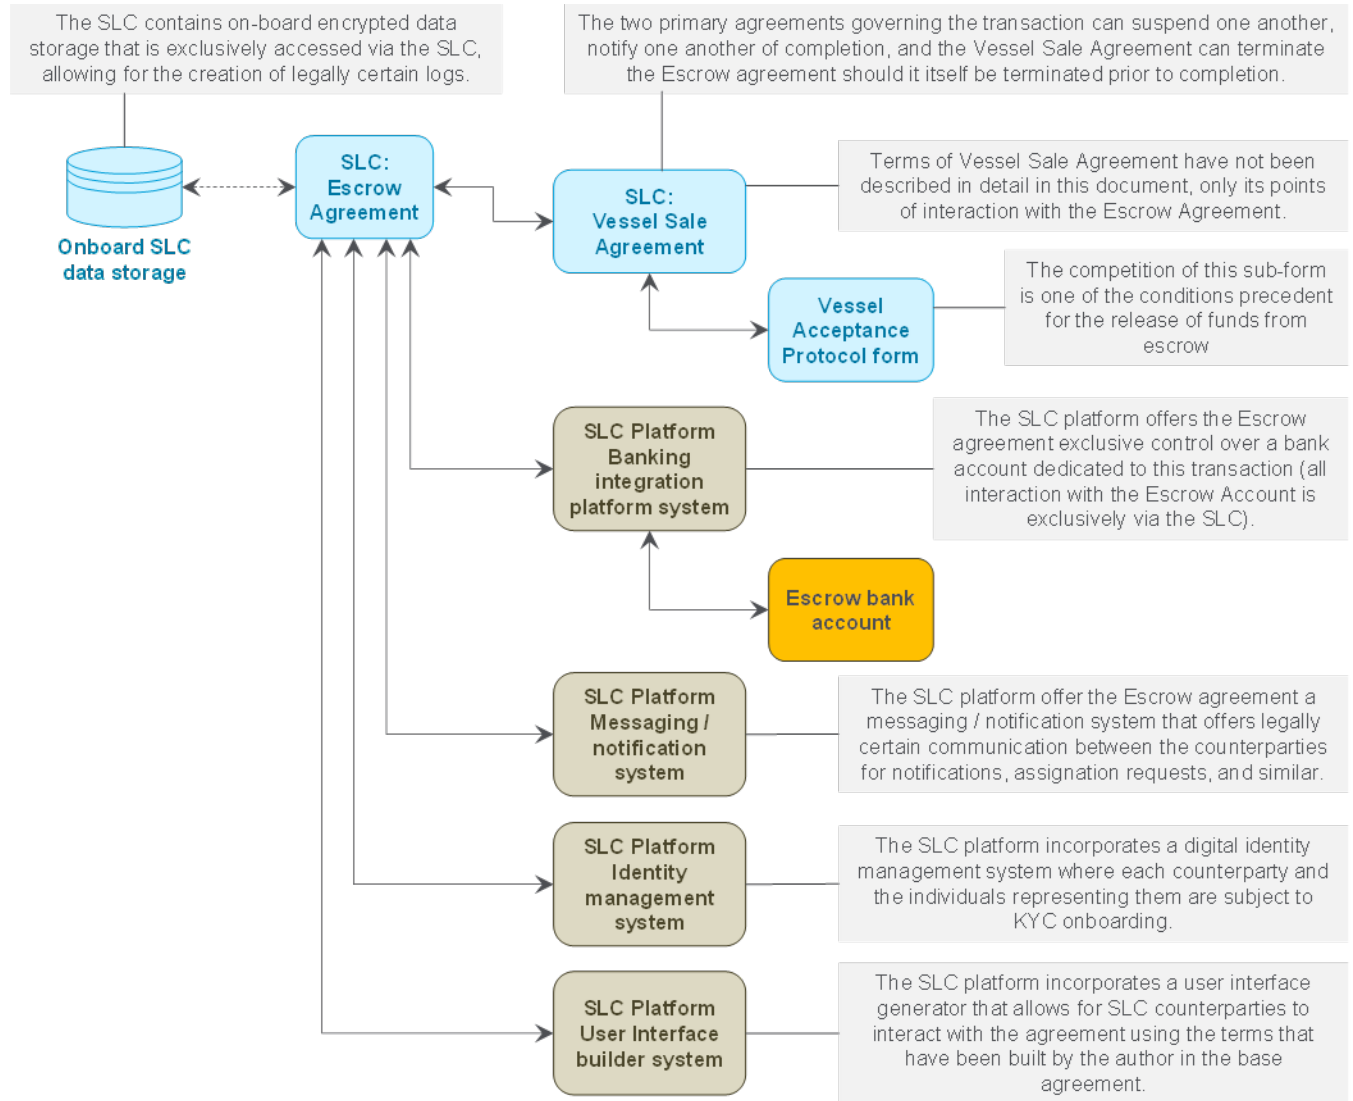 The SLC contains on-board encrypted data
storage that is exclusively accessed via the SLC,
allowing for the creation of legally certain logs.
The two primary agreements governing the transaction can suspend one another,
notify one another of completion, and the Vessel Sale Agreement can terminate
the Escrow agreement should it itself be terminated prior to completion.
Onboard SLC
data storage
SLC:
Escrow
Agreement
SLC:
Vessel Sale
Agreement
Terms of Vessel Sale Agreement have not been
described in detail in this document, only its points
of interaction with the Escrow Agreement.
Vessel
Acceptance
Protocol form
The competition of this sub-form
is one of the conditions precedent
for the release of funds from
escrow
SLC Platform
Banking
integration
platform system
The SLC platform offers the Escrow
agreement exclusive control over a bank
account dedicated to this transaction (all
interaction with the Escrow Account is
exclusively via the SLC).
Escrow bank
account
SLC Platform
Messaging /
notification
system
The SLC platform offer the Escrow agreement a
messaging / notification system that offers legally
certain communication between the counterparties
for notifications, assignation requests, and similar.
SLC Platform
Identity
management
system
The SLC platform incorporates a digital identity
management system where each counterparty and
the individuals representing them are subject to
KYC onboarding.
SLC Platform
User Interface
builder system
The SLC platform incorporates a user interface
generator that allows for SLC counterparties to
interact with the agreement using the terms that
have been built by the author in the base
agreement.